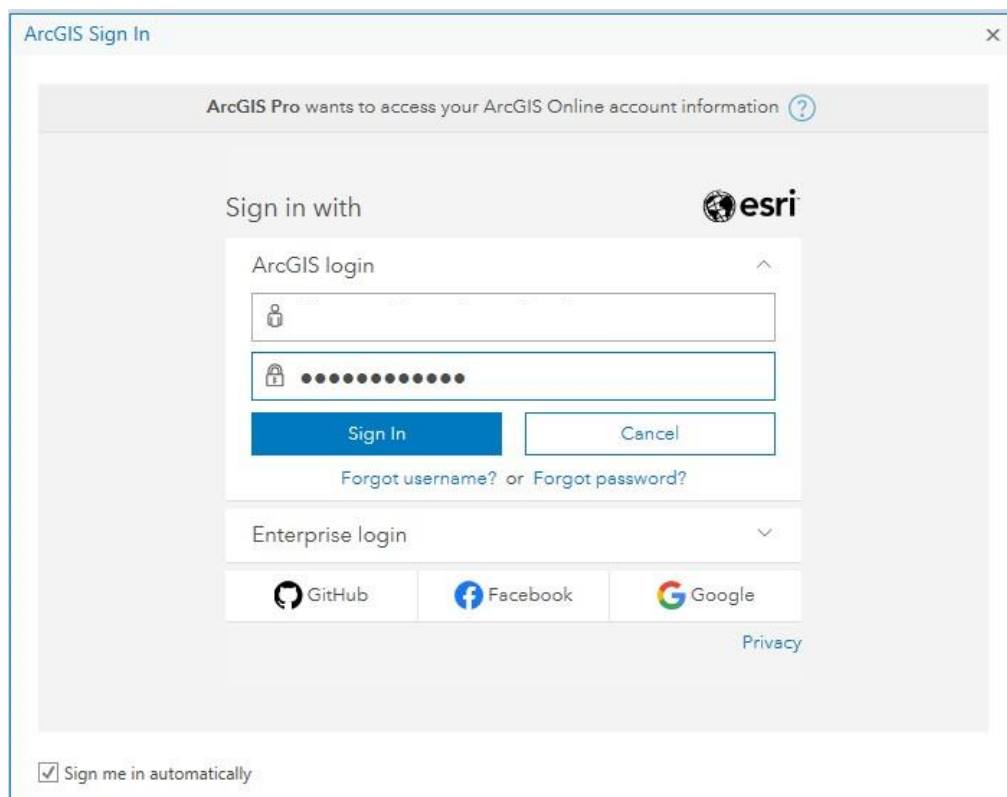 ArcGIS Sign In
ArcGIS Pro wants to access your ArcGIS Online account information ?
Sign in with
esri
ArcGIS login
●●●●●●●●●●●●
Sign In Cancel
Forgot username? or Forgot password?
Enterprise login
GitHub Facebook Google
Privacy
Sign me in automatically